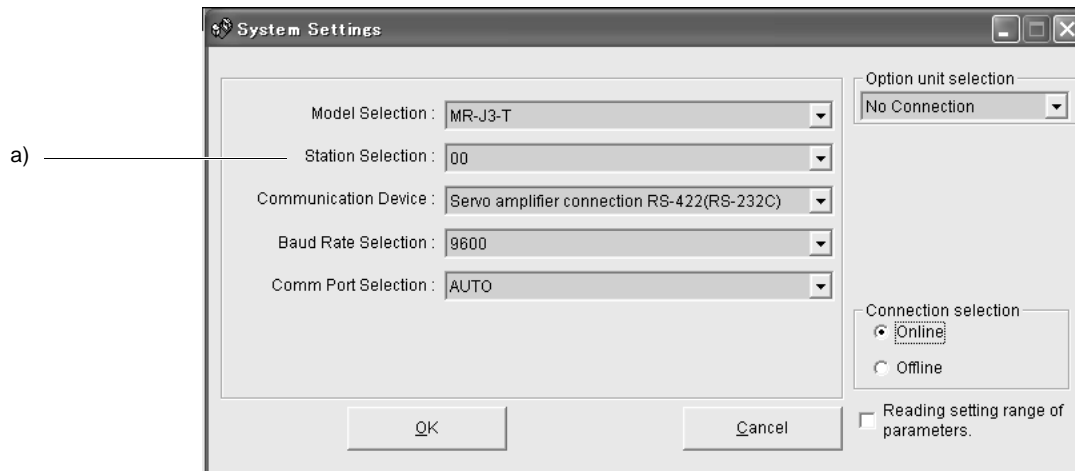 System Settings
Option unit selection
No Connection
Model Selection : MR-J3-T
a)
Station Selection : 00
Communication Device : Servo amplifier connection RS-422(RS-232C)
Baud Rate Selection : 9600
Comm Port Selection : AUTO
Connection selection
Online
Offline
Reading setting range of
parameters.
OK
Cancel